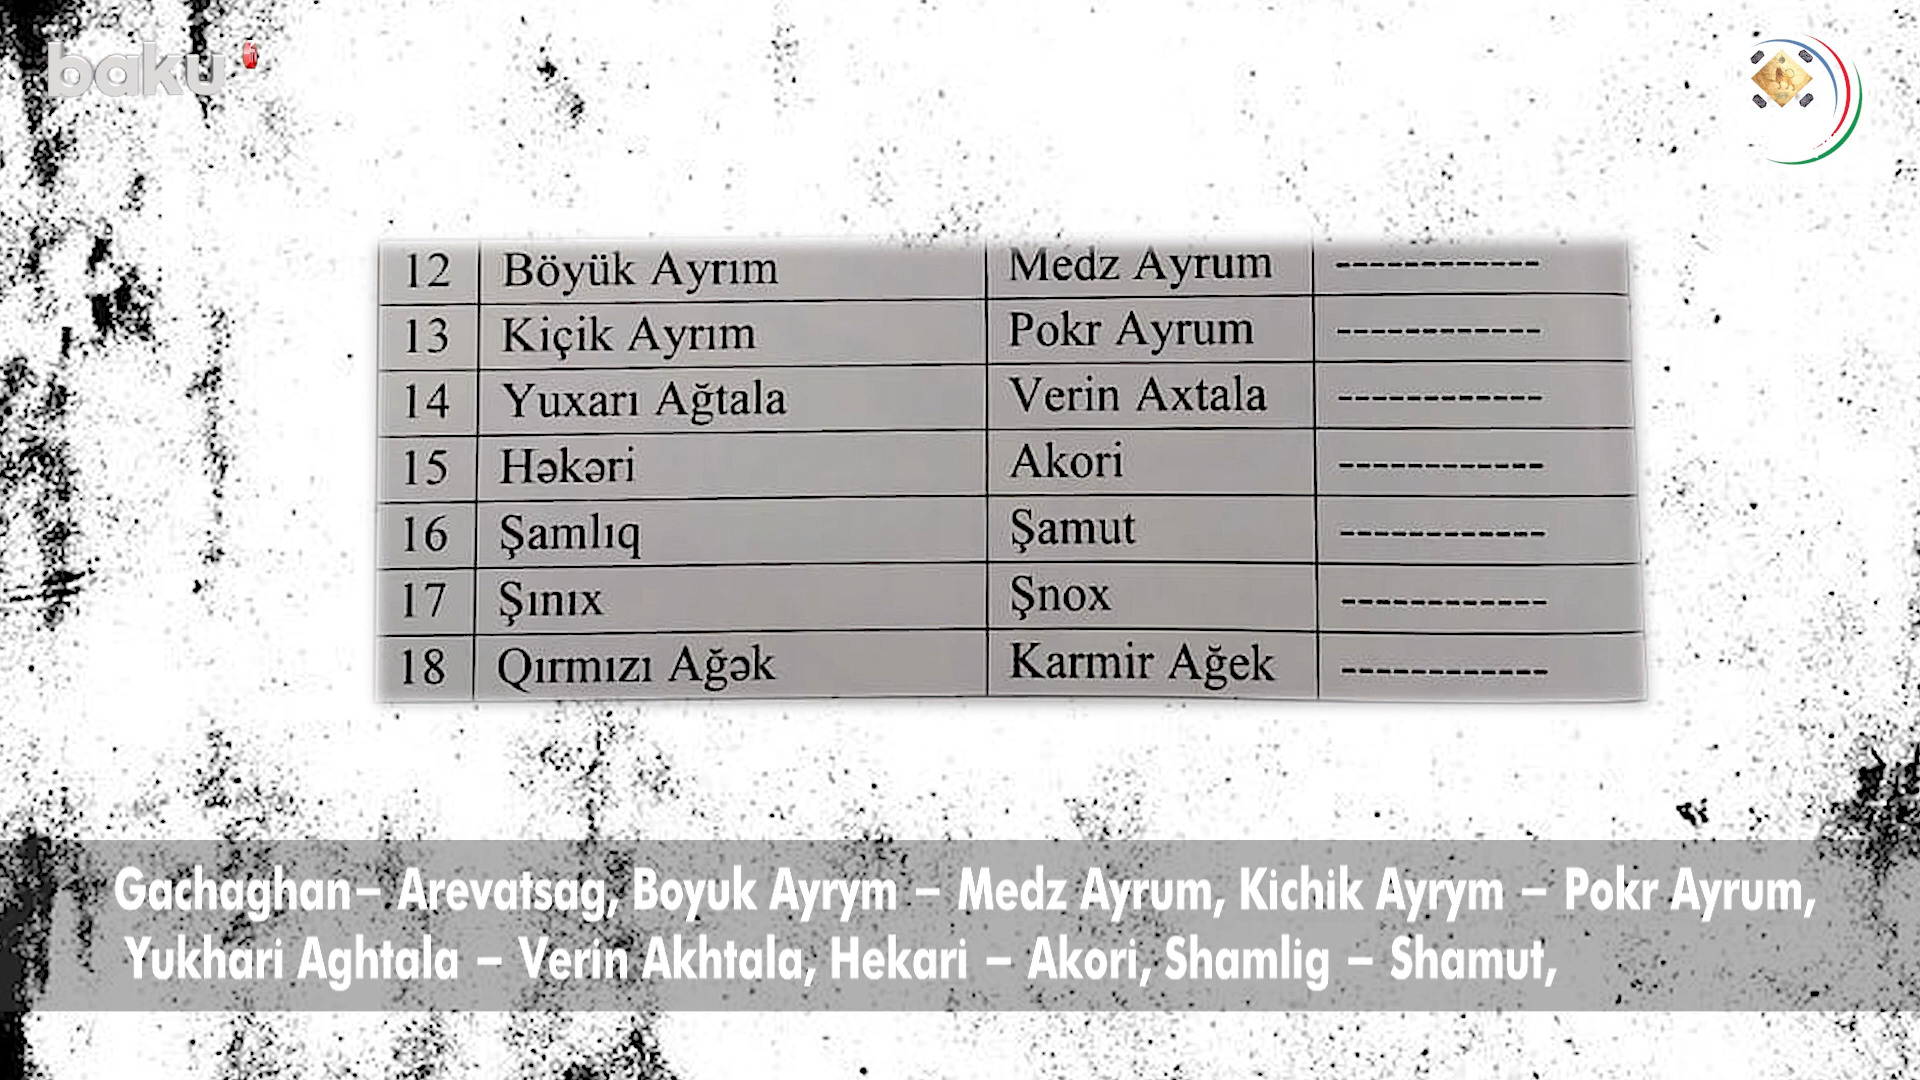 baku
12 Böyük Ayrım Medz Ayrum ------------
13 Kiçik Ayrım Pokr Ayrum ------------
14 Yuxarı Ağtala Verin Axtala ------------
15 Həkəri Akori ------------
16 Şamlıq Şamut ------------
17 Şınıx Şnox ------------
18 Qırmızı Ağək Karmir Ağek ------------
Gachaghan– Arevatsag, Boyuk Ayrym – Medz Ayrum, Kichik Ayrym – Pokr Ayrum,
Yukhari Aghtala – Verin Akhtala, Hekari – Akori, Shamlig – Shamut,